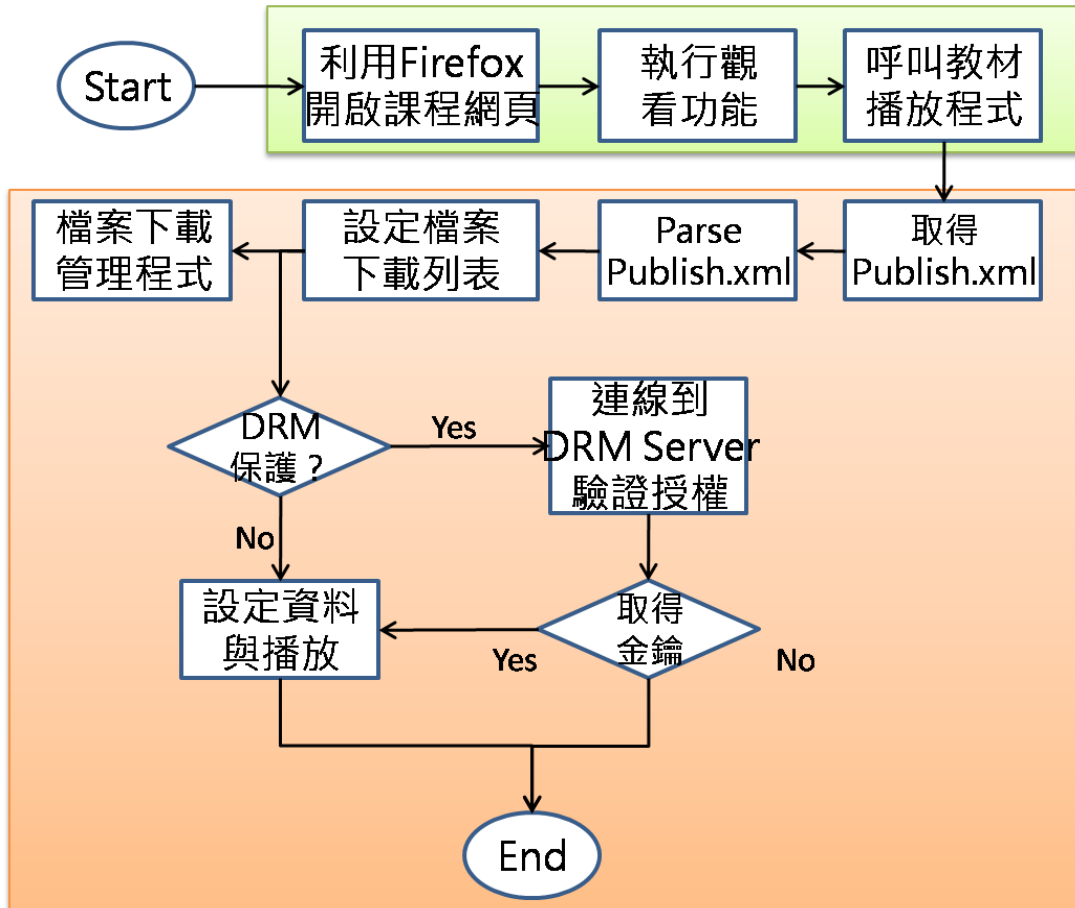 Start
利用Firefox
開啟課程網頁
執行觀
看功能
呼叫教材
播放程式
檔案下載
管理程式
設定檔案
下載列表
Parse
Publish.xml
取得
Publish.xml
DRM
保護？
Yes
連線到
DRM Server
驗證授權
No
設定資料
與播放
Yes
取得
金鑰
No
End